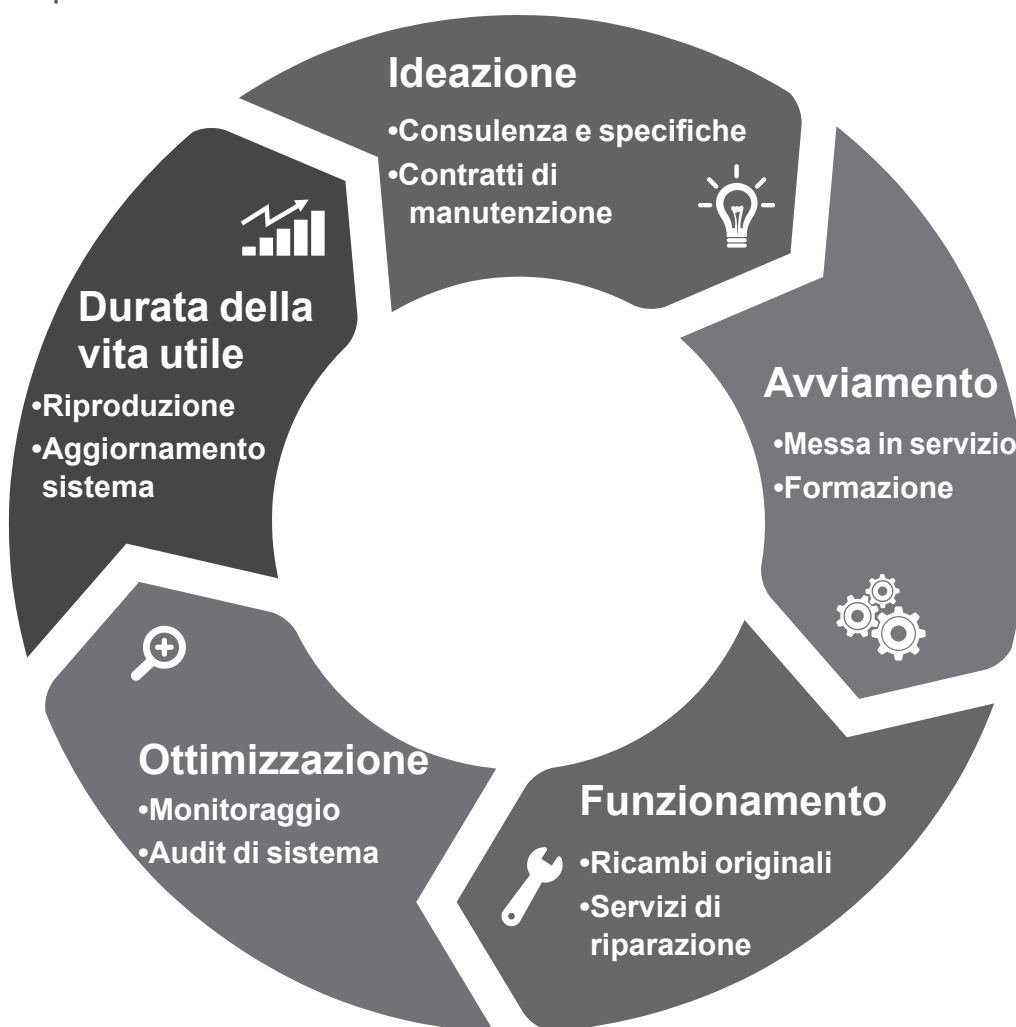 Ideazione
•Consulenza e specifiche
•Contratti di
manutenzione
Avviamento
•Messa in servizio
•Formazione
Funzionamento
•Ricambi originali
•Servizi di
riparazione
Ottimizzazione
•Monitoraggio
•Audit di sistema
Durata della
vita utile
•Riproduzione
•Aggiornamento
sistema